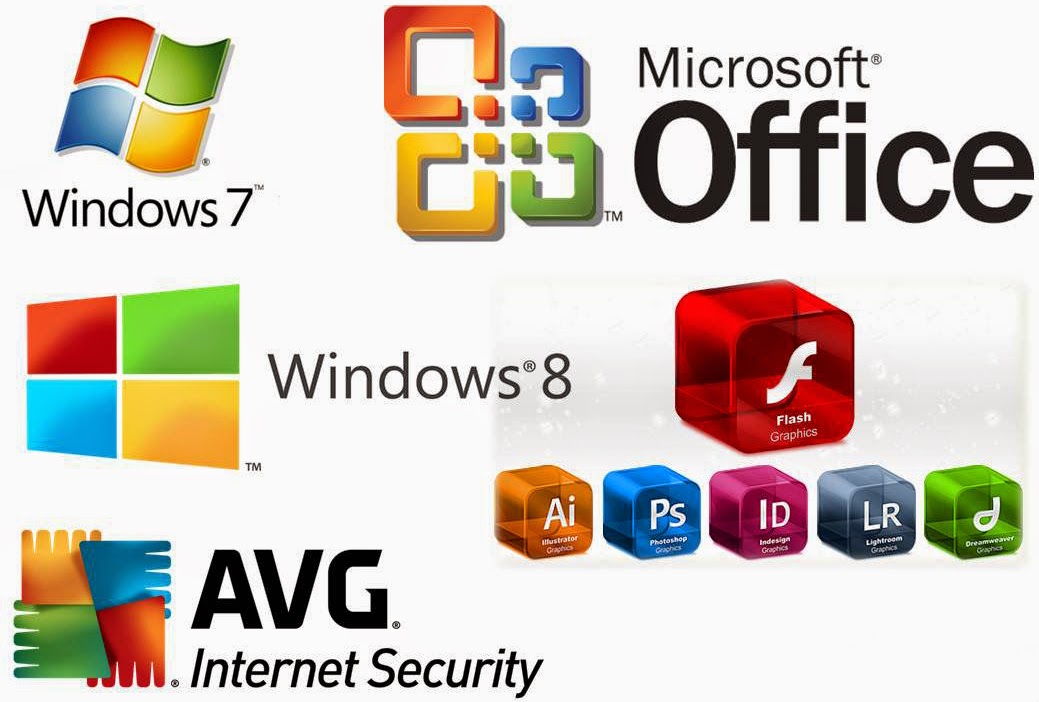 Windows 7™
Microsoft®
Office
™
Windows® 8
™
Flash
Graphics
Ai
Illustrator
Graphics
Ps
Photoshop
Graphics
ID
Indesign
Graphics
LR
Lightroom
Graphics
Dreamweaver
Graphics
AVG®
Internet Security